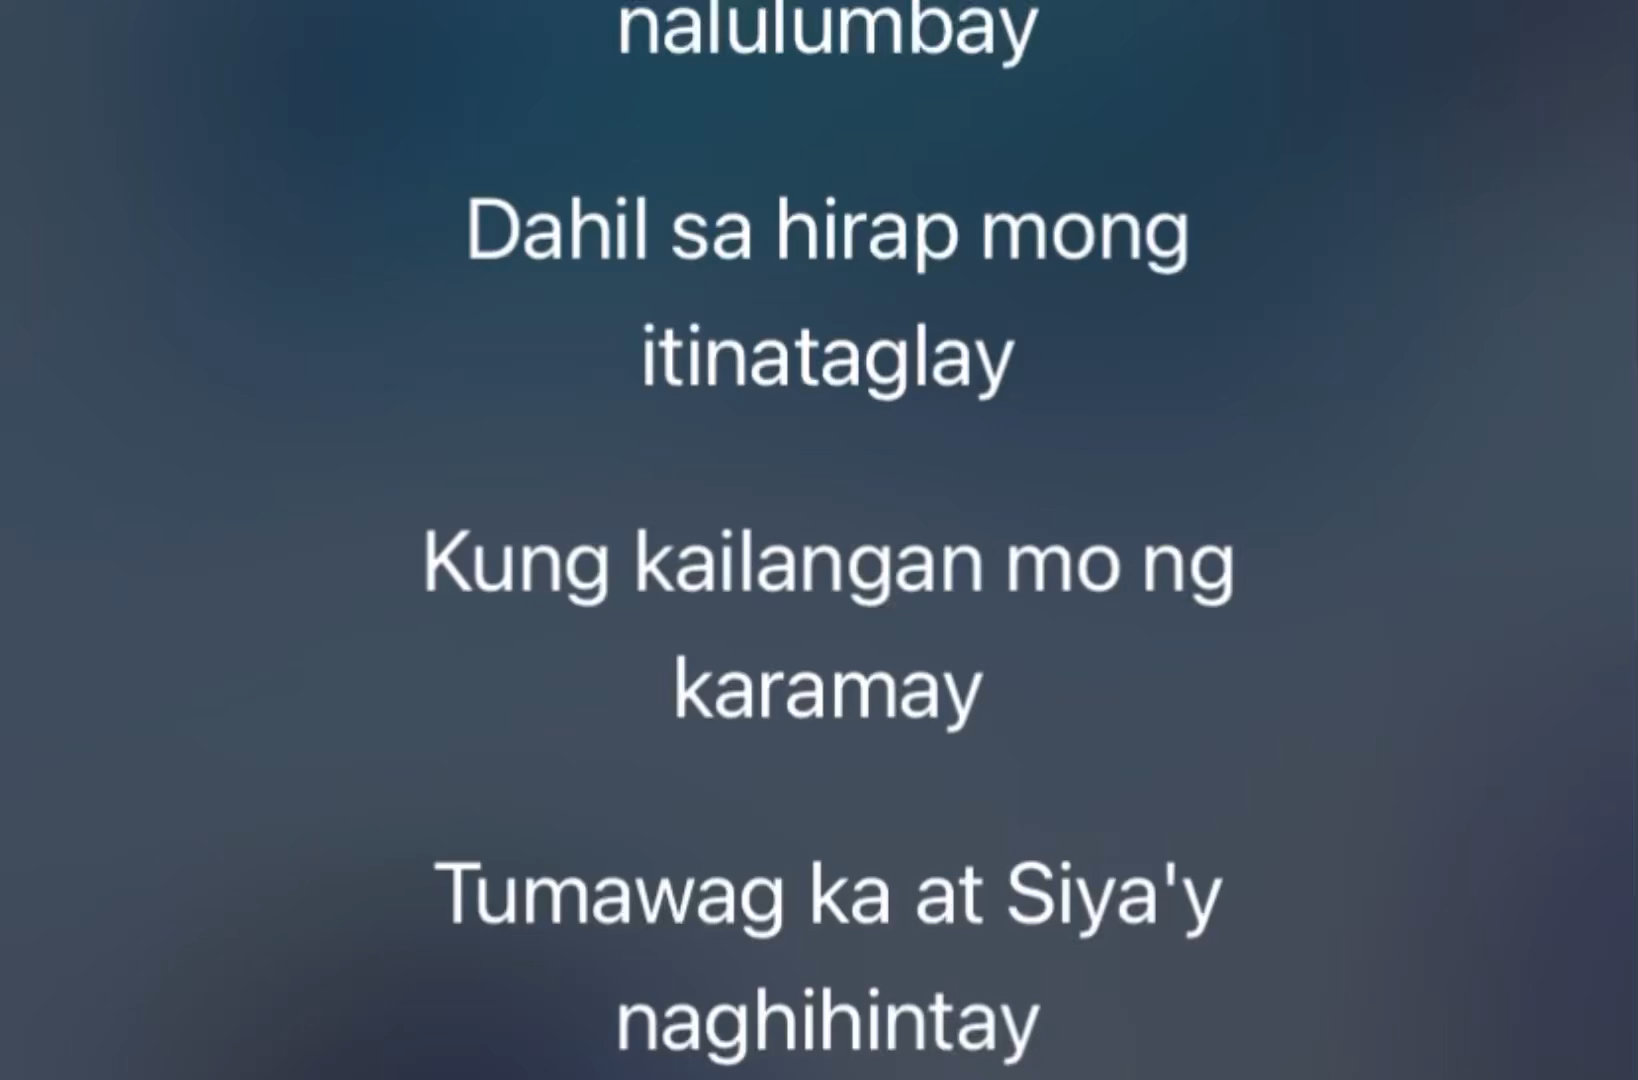 nalulumbay
Dahil sa hirap mong
itinataglay
Kung kailangan mo ng
karamay
Tumawag ka at Siya'y
naghihintay